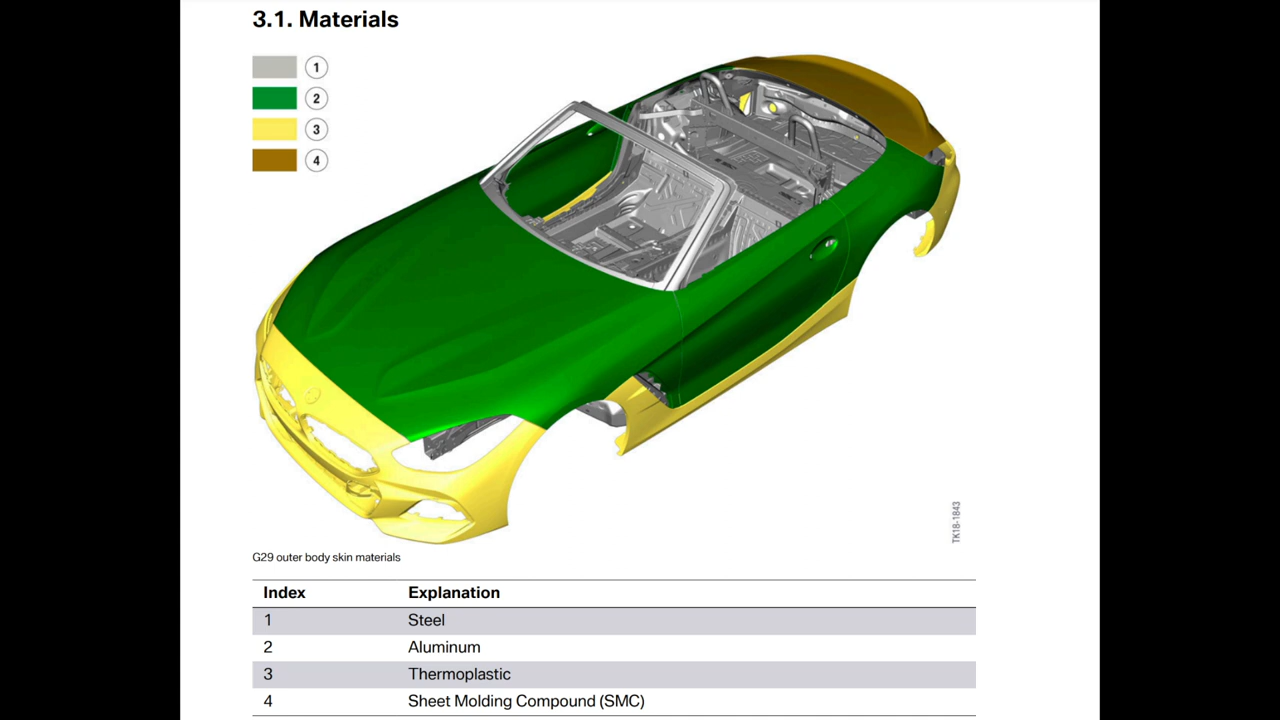 3.1. Materials
1
2
3
4
TK18-1843
G29 outer body skin materials
Index Explanation
1 Steel
2 Aluminum
3 Thermoplastic
4 Sheet Molding Compound (SMC)